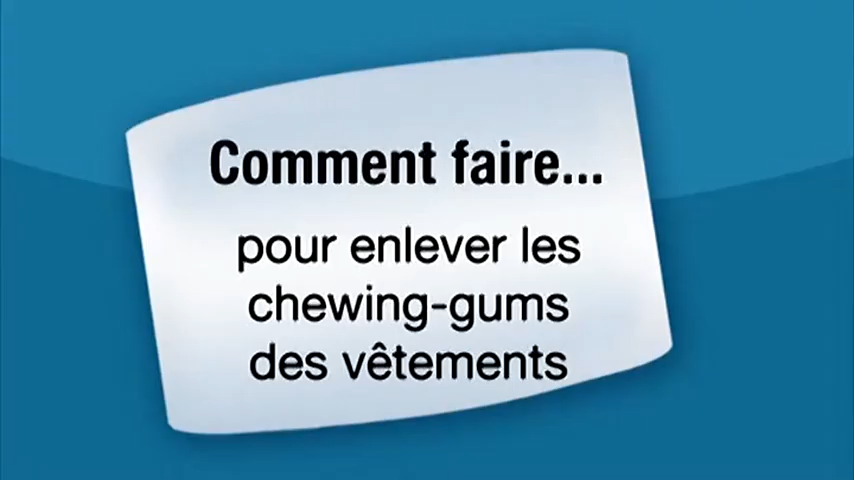 Comment faire...
pour enlever les
chewing-gums
des vêtements